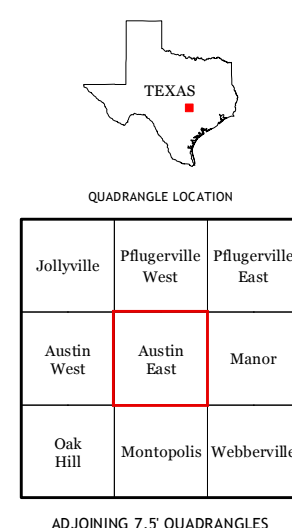 TEXAS
QUADRANGLE LOCATION
Jollyville
Pflugerville
West
Pflugerville
East
Austin
West
Austin
East
Manor
Oak
Hill
Montopolis
Webberville
ADJOINING 7.5' QUADRANGLES